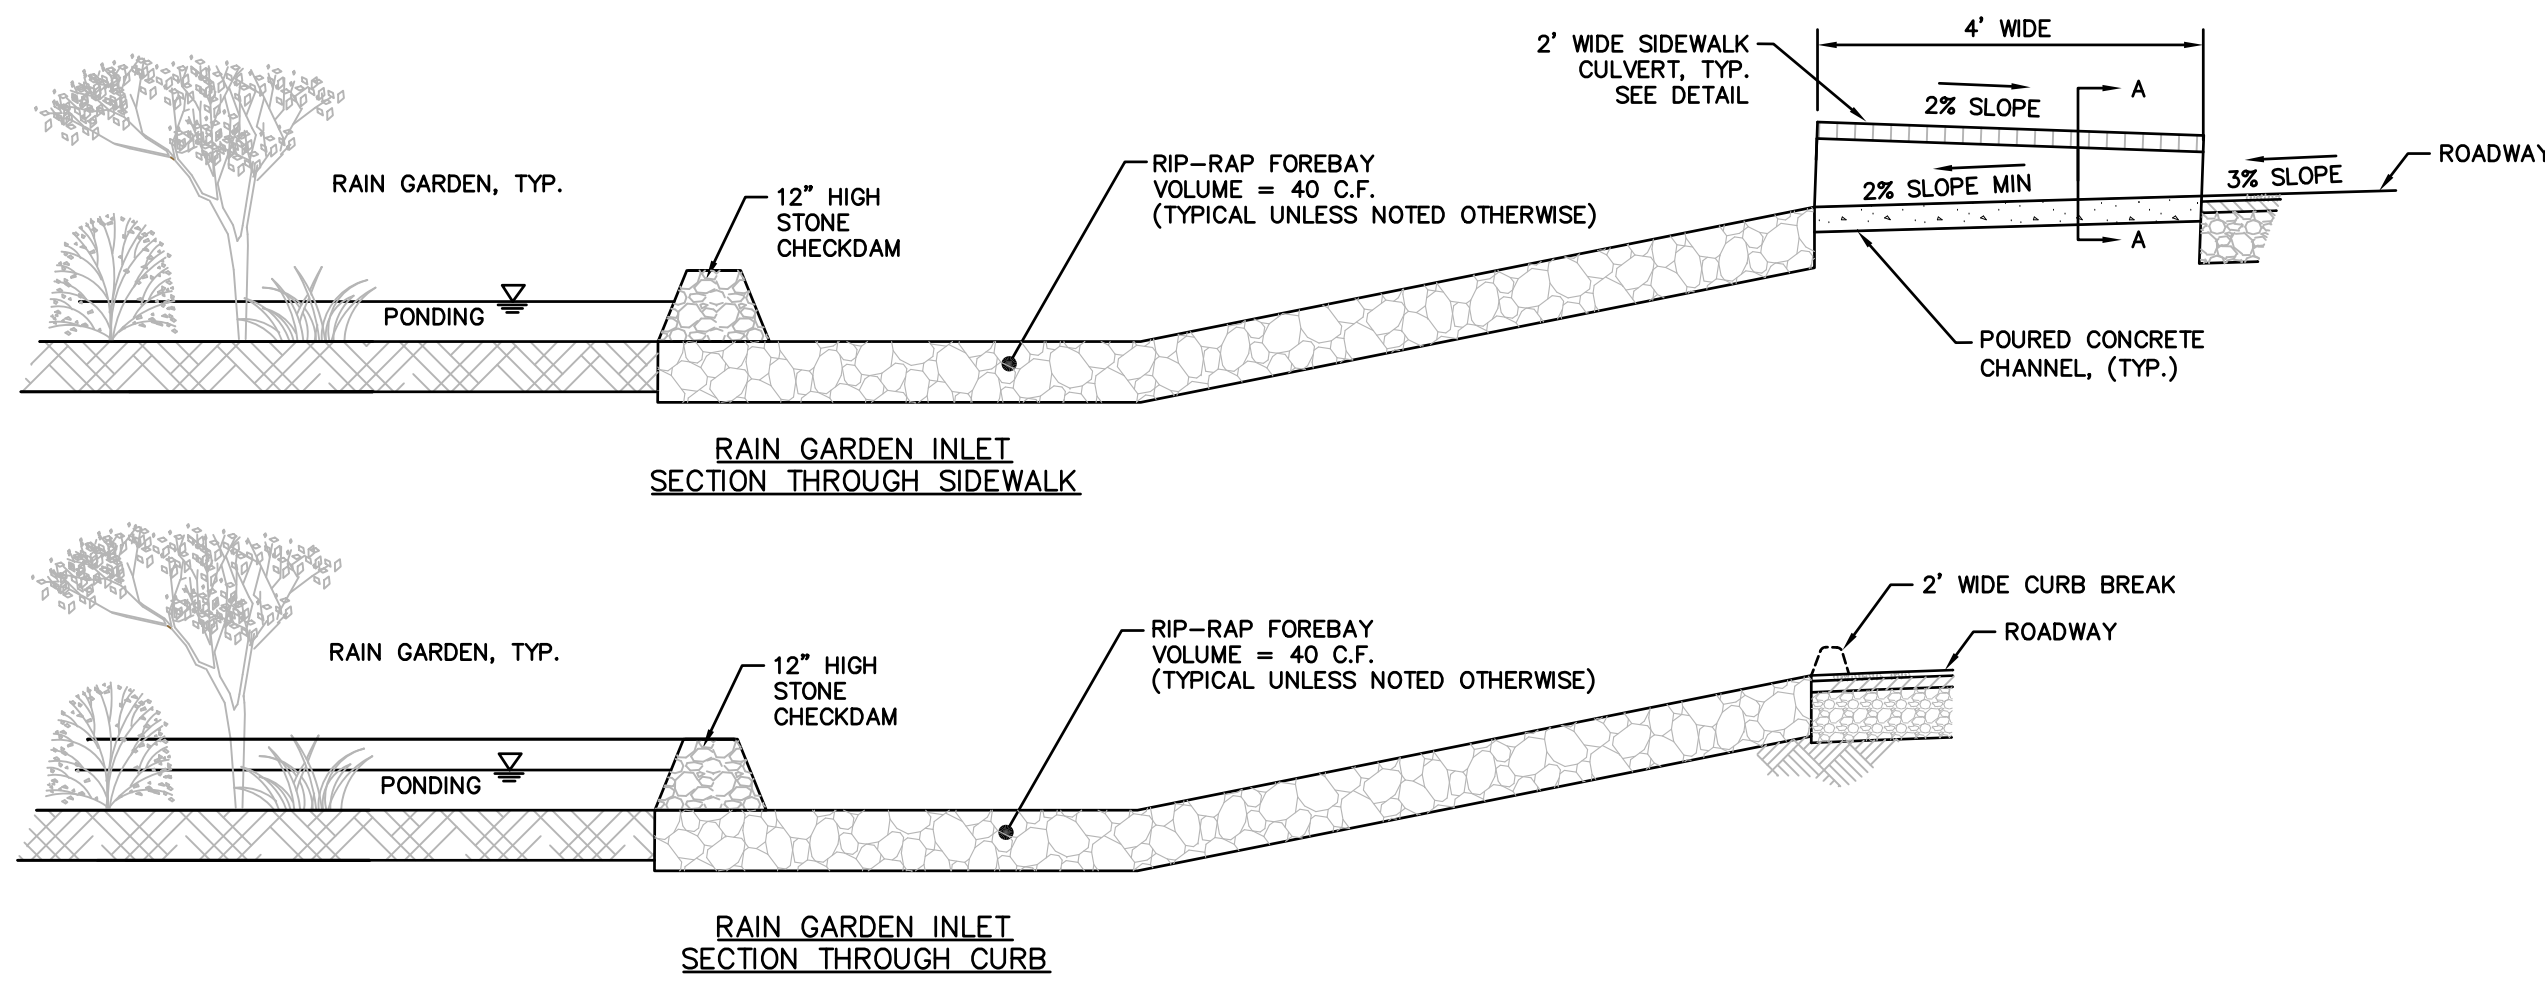 4' WIDE
2' WIDE SIDEWALK
CULVERT, TYP.
SEE DETAIL
A
2% SLOPE
ROADWAY
RIP-RAP FOREBAY
VOLUME = 40 C.F.
(TYPICAL UNLESS NOTED OTHERWISE)
3% SLOPE
2% SLOPE MIN
RAIN GARDEN, TYP.
12" HIGH
STONE
CHECKDAM
A
PONDING
POURED CONCRETE
CHANNEL, (TYP.)
RAIN GARDEN INLET
SECTION THROUGH SIDEWALK
2' WIDE CURB BREAK
ROADWAY
RIP-RAP FOREBAY
VOLUME = 40 C.F.
(TYPICAL UNLESS NOTED OTHERWISE)
RAIN GARDEN, TYP.
12" HIGH
STONE
CHECKDAM
PONDING
RAIN GARDEN INLET
SECTION THROUGH CURB